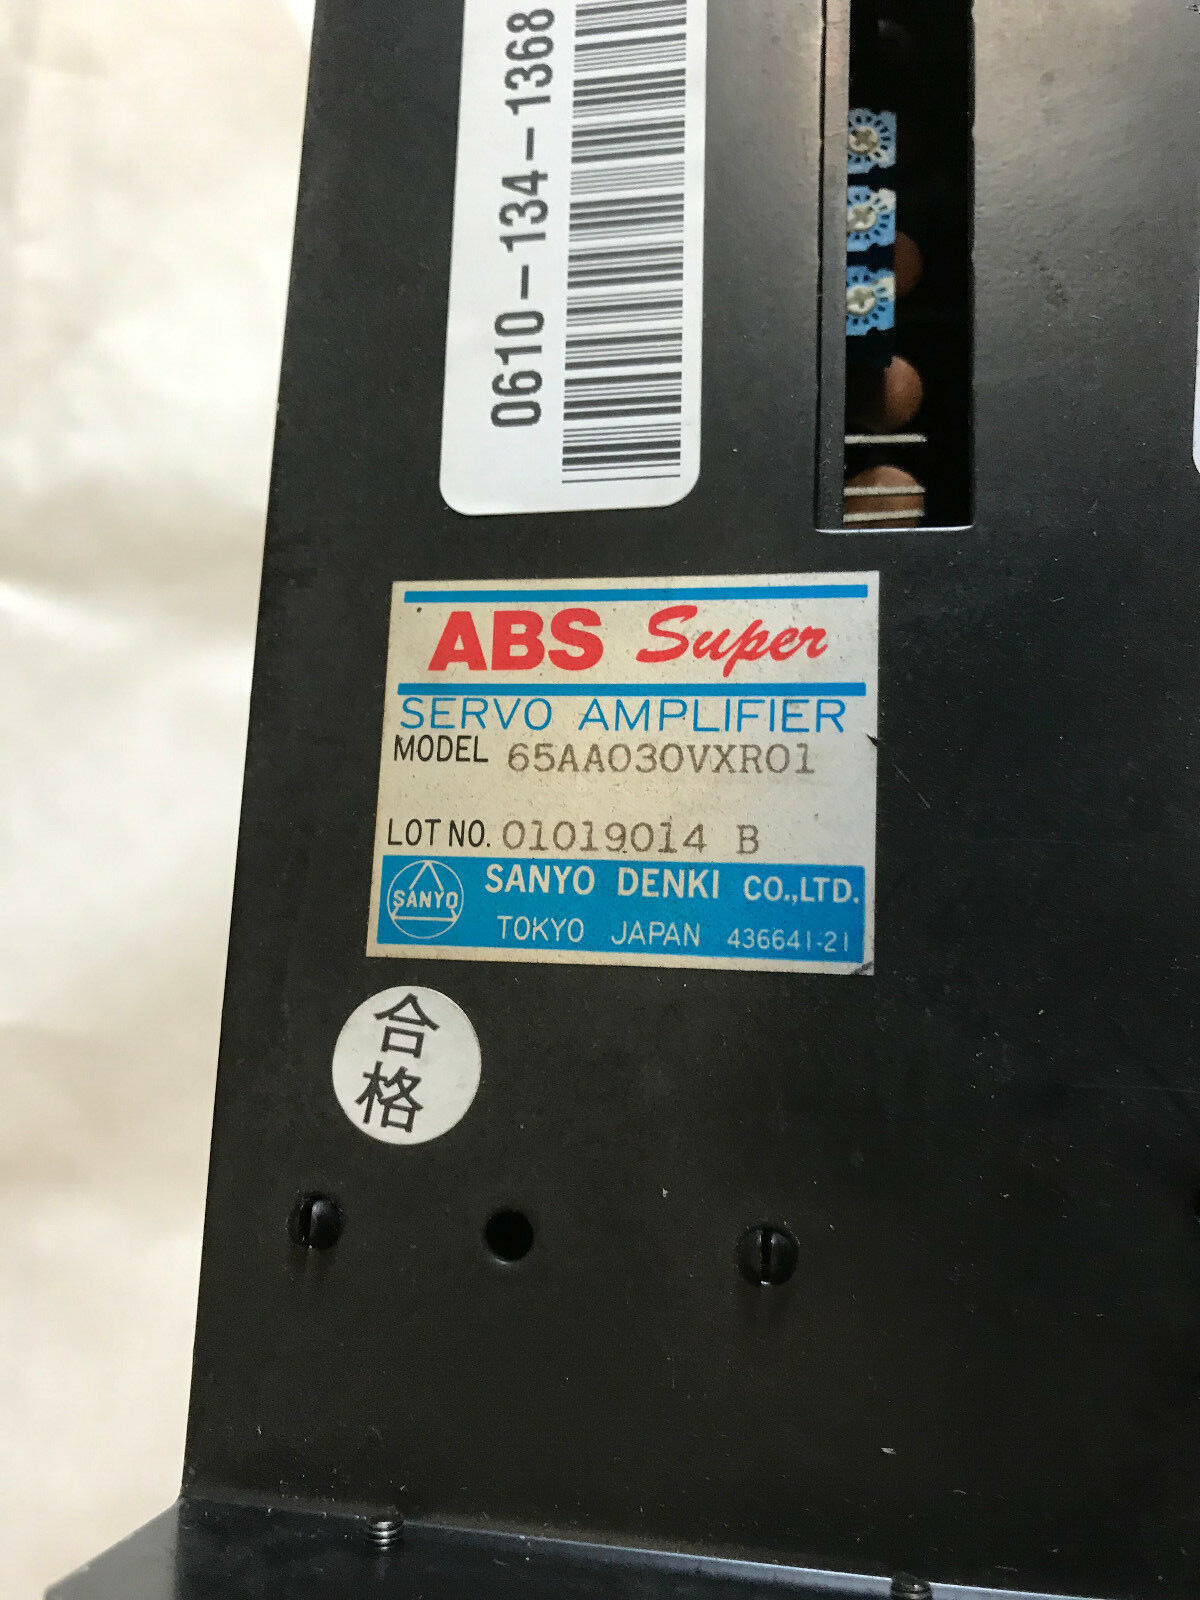 0610-134-1368
ABS Super
SERVO AMPLIFIER
MODEL 65AA030VXR01
LOT NO. 01019014 B
SANYO
SANYO DENKI CO.,LTD.
TOKYO JAPAN 436641-21
合格